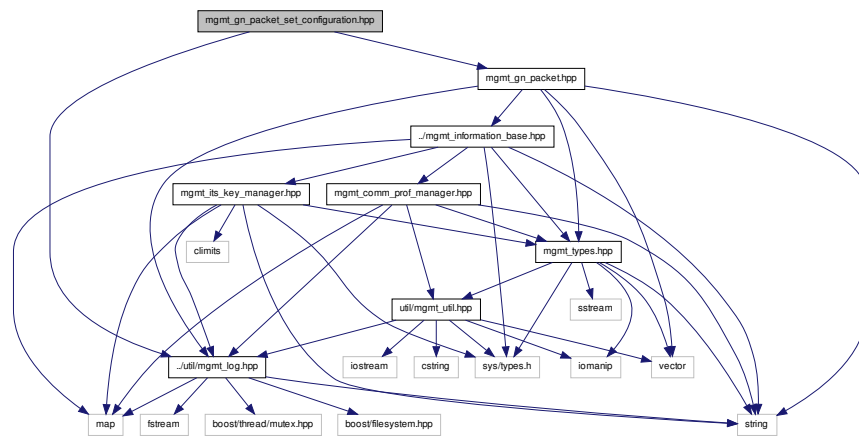 mgmt_gn_packet_set_configuration.hpp
mgmt_gn_packet.hpp
../mgmt_information_base.hpp
mgmt_its_key_manager.hpp
mgmt_comm_prof_manager.hpp
climits
mgmt_types.hpp
util/mgmt_util.hpp
sstream
../util/mgmt_log.hpp
iostream
cstring
sys/types.h
iomanip
vector
map
fstream
boost/thread/mutex.hpp
boost/filesystem.hpp
string